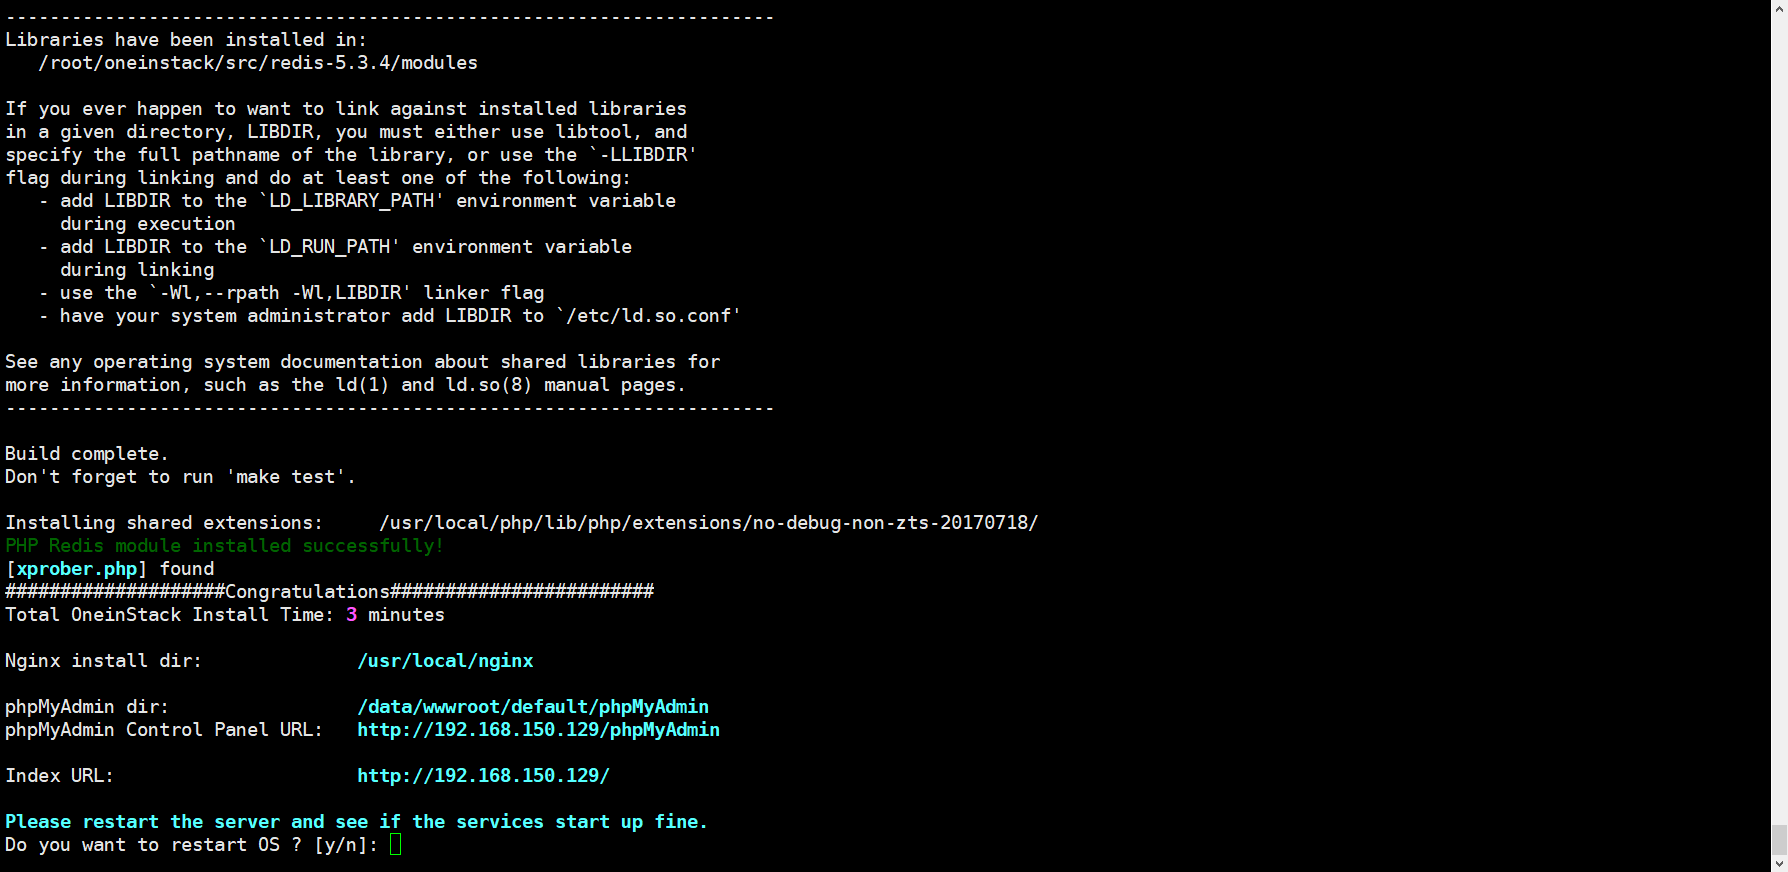 ----------------------------------------------------------------------
Libraries have been installed in:
   /root/oneinstack/src/redis-5.3.4/modules

If you ever happen to want to link against installed libraries
in a given directory, LIBDIR, you must either use libtool, and
specify the full pathname of the library, or use the `-LLIBDIR'
flag during linking and do at least one of the following:
   - add LIBDIR to the `LD_LIBRARY_PATH' environment variable
     during execution
   - add LIBDIR to the `LD_RUN_PATH' environment variable
     during linking
   - use the `-Wl,--rpath -Wl,LIBDIR' linker flag
   - have your system administrator add LIBDIR to `/etc/ld.so.conf'

See any operating system documentation about shared libraries for
more information, such as the ld(1) and ld.so(8) manual pages.
----------------------------------------------------------------------

Build complete.
Don't forget to run 'make test'.

Installing shared extensions:     /usr/local/php/lib/php/extensions/no-debug-non-zts-20170718/
PHP Redis module installed successfully!
[xprober.php] found
####################Congratulations########################
Total OneinStack Install Time: 3 minutes

Nginx install dir:              /usr/local/nginx

phpMyAdmin dir:                 /data/wwwroot/default/phpMyAdmin
phpMyAdmin Control Panel URL:   http://192.168.150.129/phpMyAdmin

Index URL:                      http://192.168.150.129/

Please restart the server and see if the services start up fine.
Do you want to restart OS ? [y/n]: